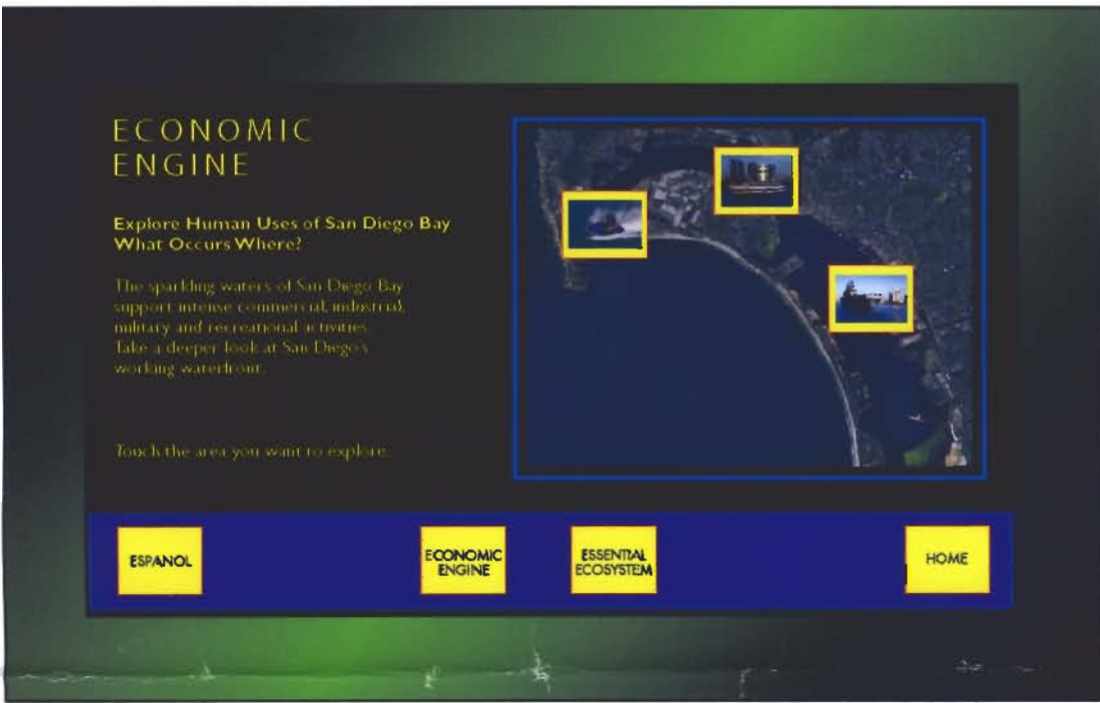 ECONOMIC
ENGINE
Explore Human Uses of San Diego Bay
What Occurs Where?
The sparkling waters of San Diego Bay
support intense commercial, industrial,
military and recreational activities.
Take a deeper look at San Diego's
working waterfront.
Touch the area you want to explore.
ESPANOL
ECONOMIC
ENGINE
ESSENTIAL
ECOSYSTEM
HOME